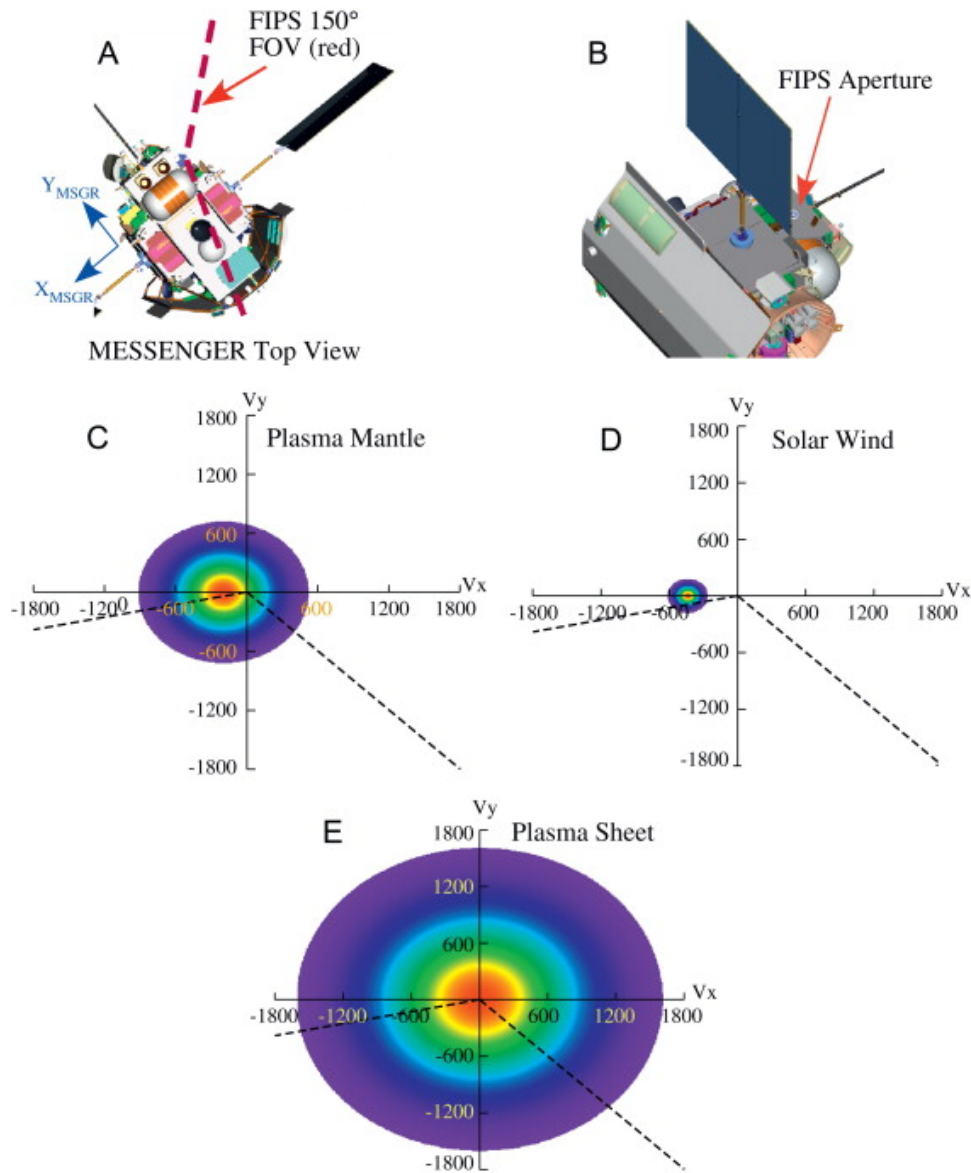 A
FIPS 150°
FOV (red)
Y MSGR
X MSGR
MESSENGER Top View
B
FIPS Aperture
C
Vy
Plasma Mantle
1800
1200
600
Vx
-1800 -1200 0 -600 600 1200 1800
-600
-1200
-1800
D
Vy
Solar Wind
1800
1200
600
Vx
-1800 -1200 -600 600 1200 1800
-600
-1200
-1800
E
Vy
Plasma Sheet
1800
1200
600
Vx
-1800 -1200 -600 600 1200 1800
-600
-1200
-1800